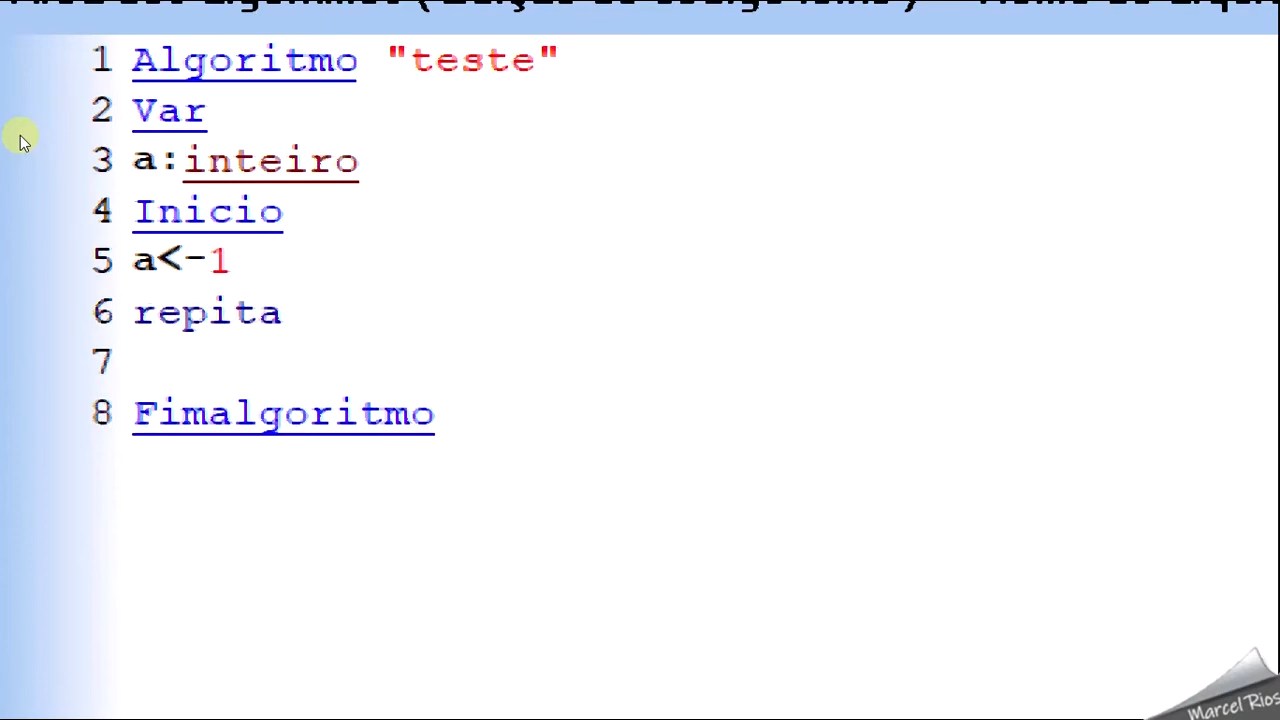 1 Algoritmo "teste"
2 Var
3 a:inteiro
4 Inicio
5 a<-1
6 repita
7
8 Fimalgoritmo
Marcel Rios